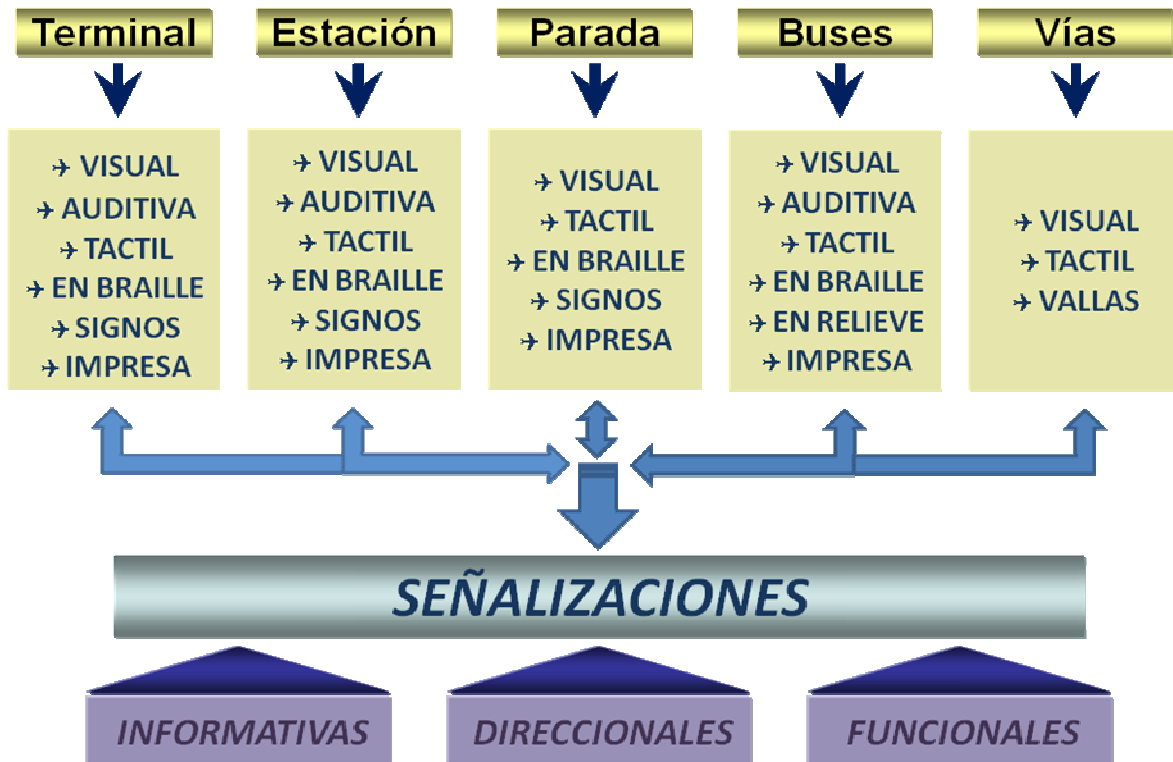 Terminal
Estación
Parada
Buses
Vías
VISUAL
AUDITIVA
TACTIL
EN BRAILLE
SIGNOS
IMPRESA
VISUAL
AUDITIVA
TACTIL
EN BRAILLE
SIGNOS
IMPRESA
VISUAL
TACTIL
EN BRAILLE
SIGNOS
IMPRESA
VISUAL
AUDITIVA
TACTIL
EN BRAILLE
EN RELIEVE
IMPRESA
VISUAL
TACTIL
VALLAS
SEÑALIZACIONES
INFORMATIVAS
DIRECCIONALES
FUNCIONALES